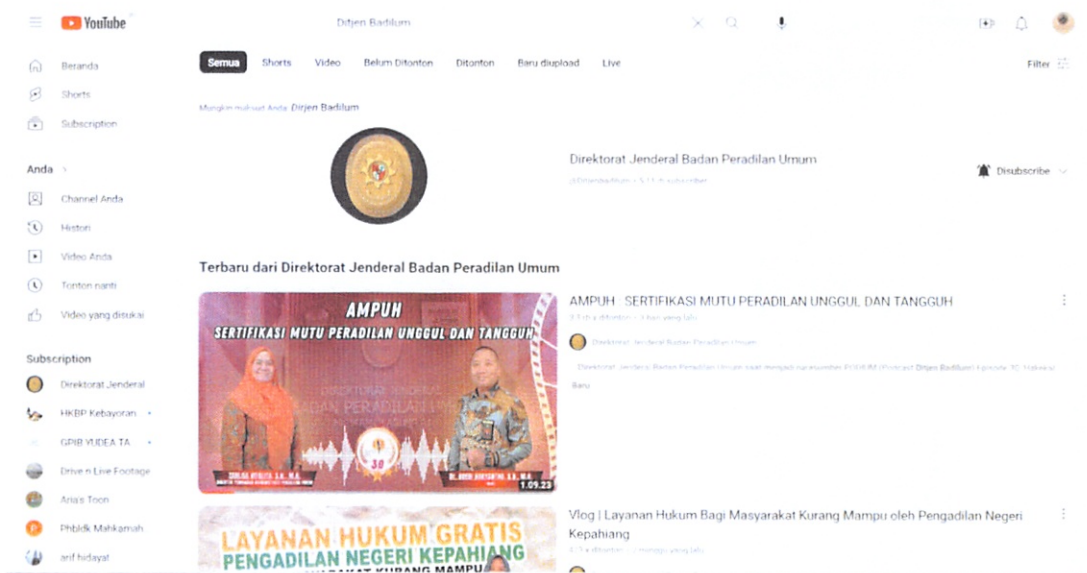 YouTube
Ditjen Badilum
Semua
Shorts
Video
Belum Ditonton
Ditonton
Baru diupload
Live
Filter
Beranda
Shorts
Subscription
Anda
Channel Anda
Histori
Video Anda
Tonton nanti
Video yang disukai
Subscription
Direktorat Jenderal
HKBP Kebayoran
GPIB YUDEA TA
Drive n Live Footage
Aria's Toon
Phbldk Mahkamah
arif hidayat
Mungkin maksud Anda: Dirjen Badilum
Direktorat Jenderal Badan Peradilan Umum
Disubscribe
Terbaru dari Direktorat Jenderal Badan Peradilan Umum
AMPUH
SERTIFIKASI MUTU PERADILAN UNGGUL DAN TANGGUH
30
1.09.23
AMPUH : SERTIFIKASI MUTU PERADILAN UNGGUL DAN TANGGUH
Direktorat Jenderal Badan Peradilan Umum
Baru
LAYANAN HUKUM GRATIS
PENGADILAN NEGERI KEPAHIANG
KURANG MAMPU
Vlog | Layanan Hukum Bagi Masyarakat Kurang Mampu oleh Pengadilan Negeri
Kepahiang